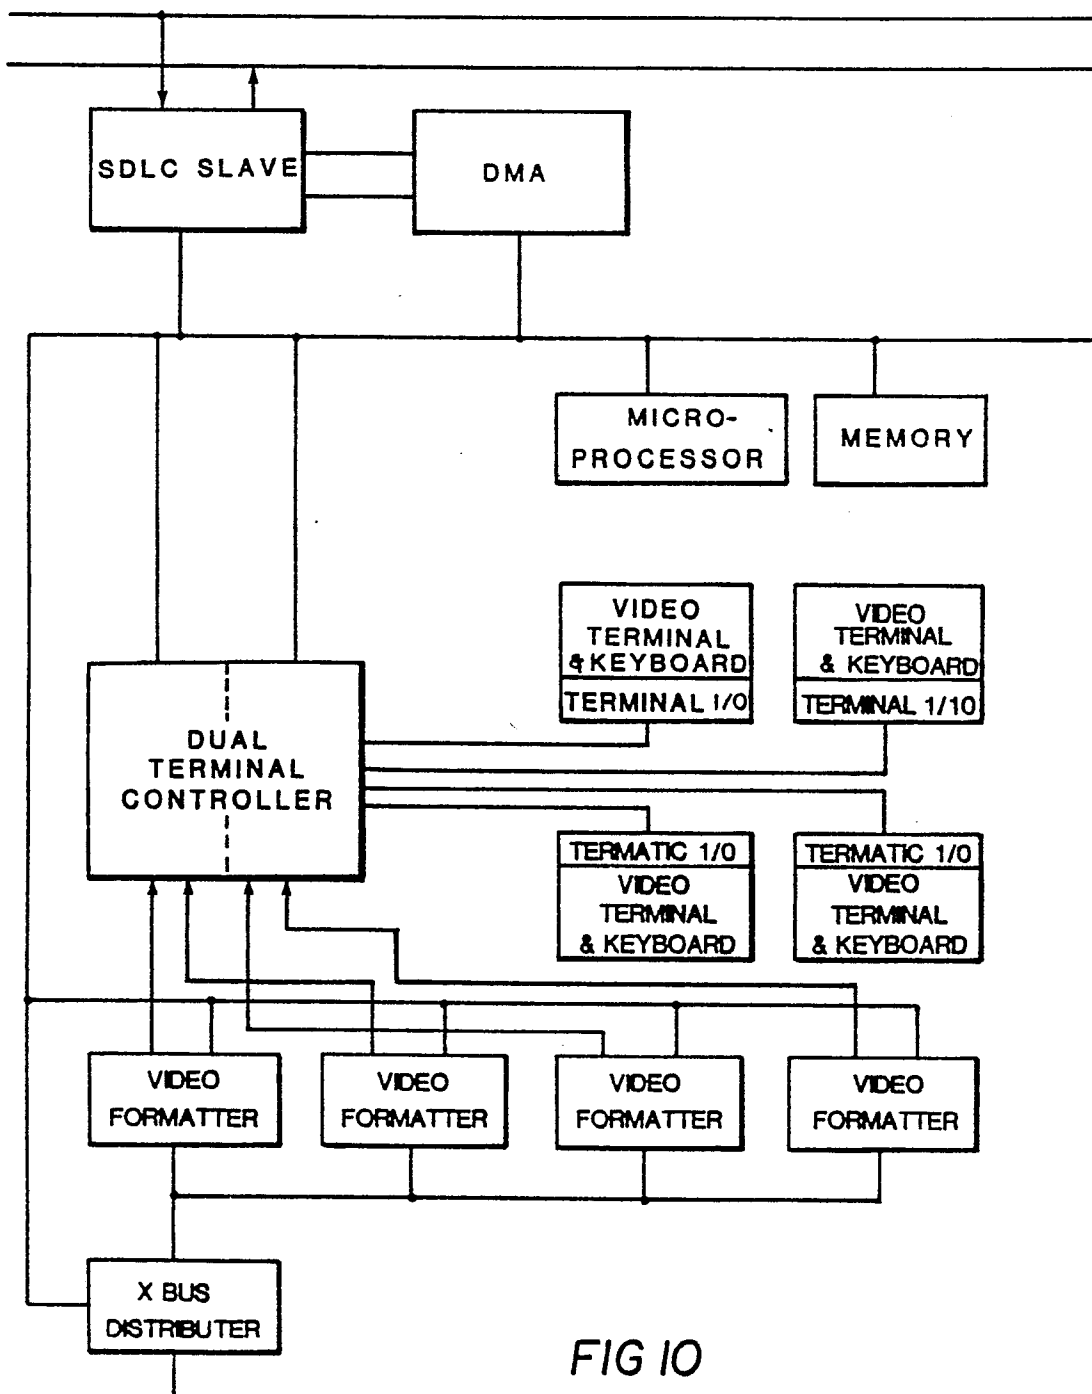 SDLC SLAVE
DMA
MICRO-
PROCESSOR
MEMORY
VIDEO
TERMINAL
& KEYBOARD
TERMINAL 1/0
VIDEO
TERMINAL
& KEYBOARD
TERMINAL 1/10
DUAL
TERMINAL
CONTROLLER
TERMATIC 1/0
VIDEO
TERMINAL
& KEYBOARD
TERMATIC 1/0
VIDEO
TERMINAL
& KEYBOARD
VIDEO
FORMATTER
VIDEO
FORMATTER
VIDEO
FORMATTER
VIDEO
FORMATTER
X BUS
DISTRIBUTER
FIG 10